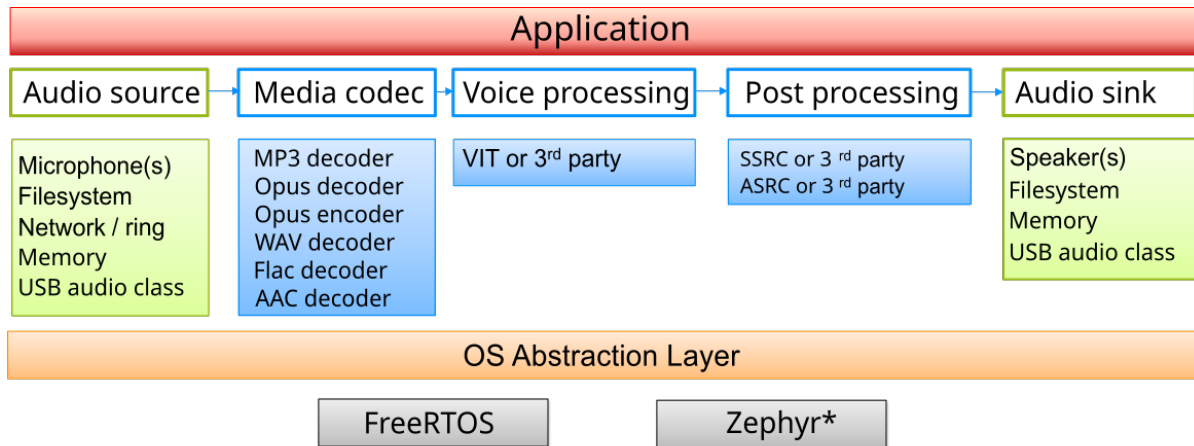 Application
Audio source
Media codec
Voice processing
Post processing
Audio sink
Microphone(s)
Filesystem
Network / ring
Memory
USB audio class
MP3 decoder
Opus decoder
Opus encoder
WAV decoder
Flac decoder
AAC decoder
VIT or 3rd party
SSRC or 3 rd party
ASRC or 3 rd party
Speaker(s)
Filesystem
Memory
USB audio class
OS Abstraction Layer
FreeRTOS
Zephyr*